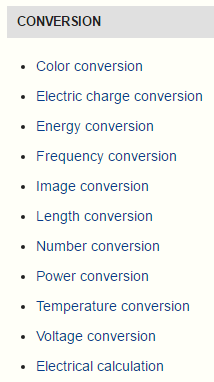 CONVERSION
Color conversion
Electric charge conversion
Energy conversion
Frequency conversion
Image conversion
Length conversion
Number conversion
Power conversion
Temperature conversion
Voltage conversion
Electrical calculation